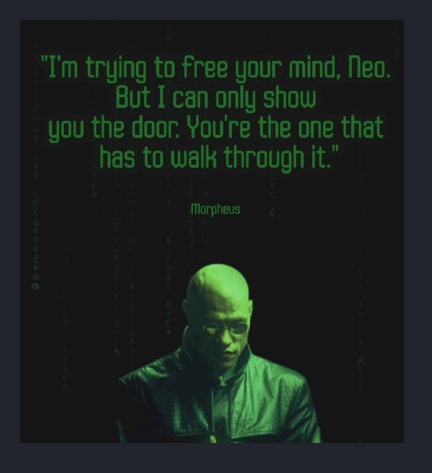 "I'm trying to free your mind, Neo.
But I can only show
you the door. You're the one that
has to walk through it."
Morpheus